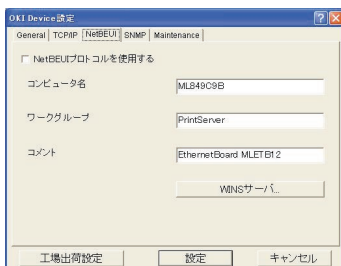 OKI Device設定
General TCP/IP NetBEUI SNMP Maintenance
NetBEUIプロトコルを使用する
コンピュータ名 ML849C9B
ワークグループ PrintServer
コメント EthernetBoard MLETB12
WINSサーバ...
工場出荷設定 設定 キャンセル